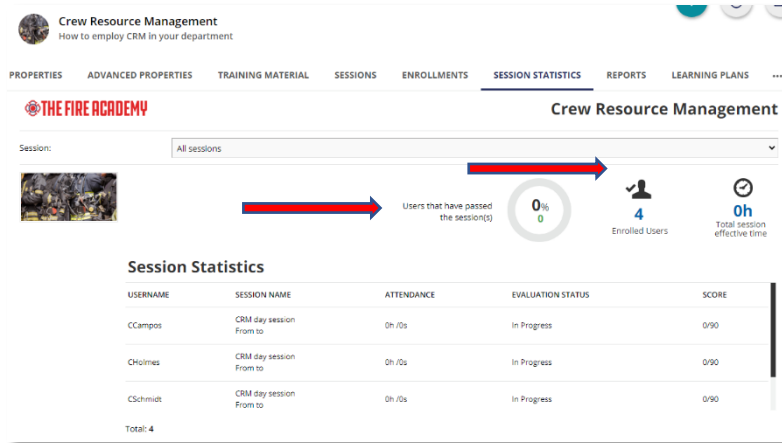 Crew Resource Management
How to employ CRM in your department
PROPERTIES ADVANCED PROPERTIES TRAINING MATERIAL SESSIONS ENROLLMENTS SESSION STATISTICS REPORTS LEARNING PLANS ...
THE FIRE ACADEMY Crew Resource Management
Session: All sessions
Users that have passed
the session(s)
0%
0
4
Enrolled Users
0h
Total session
effective time
Session Statistics
USERNAME SESSION NAME ATTENDANCE EVALUATION STATUS SCORE
CCampos CRM day session From to 0h /0s In Progress 0/90
CHolmes CRM day session From to 0h /0s In Progress 0/90
CSchmidt CRM day session From to 0h /0s In Progress 0/90
Total: 4